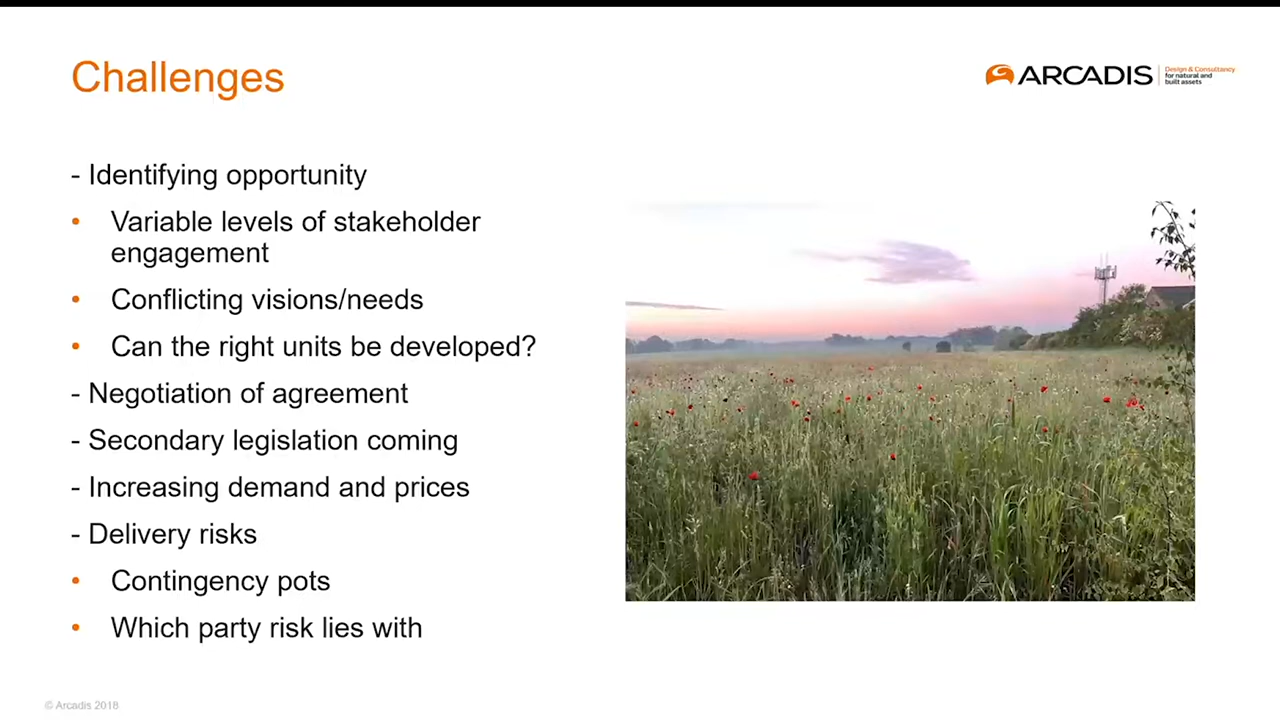 Challenges
ARCADIS
Design & Consultancy
for natural and
built assets
- Identifying opportunity
• Variable levels of stakeholder
engagement
• Conflicting visions/needs
• Can the right units be developed?
- Negotiation of agreement
- Secondary legislation coming
- Increasing demand and prices
- Delivery risks
• Contingency pots
• Which party risk lies with
© Arcadis 2018